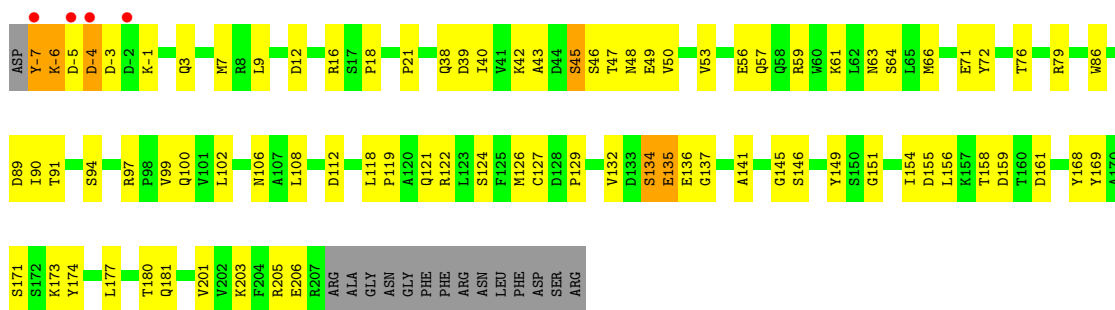 ASP Y-7 K-6 D-5 D-4 D-3 D-2 K-1 Q3 M7 R8 L9 D12 R16 S17 P18 P21 Q38 D39 I40 V41 K42 A43 D44 S45 S46 T47 N48 E49 V50 V53 E56 Q57 Q58 R59 W60 K61 L62 N63 S64 L65 M66 E71 Y72 T76 R79 W86
D89 I90 T91 S94 R97 P98 V99 Q100 V101 L102 N106 A107 L108 D112 L118 P119 A120 Q121 R122 L123 S124 F125 M126 C127 D128 P129 V132 D133 S134 E135 E136 G137 A141 G145 S146 Y149 S150 G151 I154 D155 L156 K157 T158 D159 T160 D161 Y168 Y169 A170
S171 S172 K173 Y174 L177 T180 Q181 V201 V202 K203 F204 R205 E206 R207 ARG ALA GLY ASN GLY PHE PHE ARG ASN LEU PHE ASP SER ARG